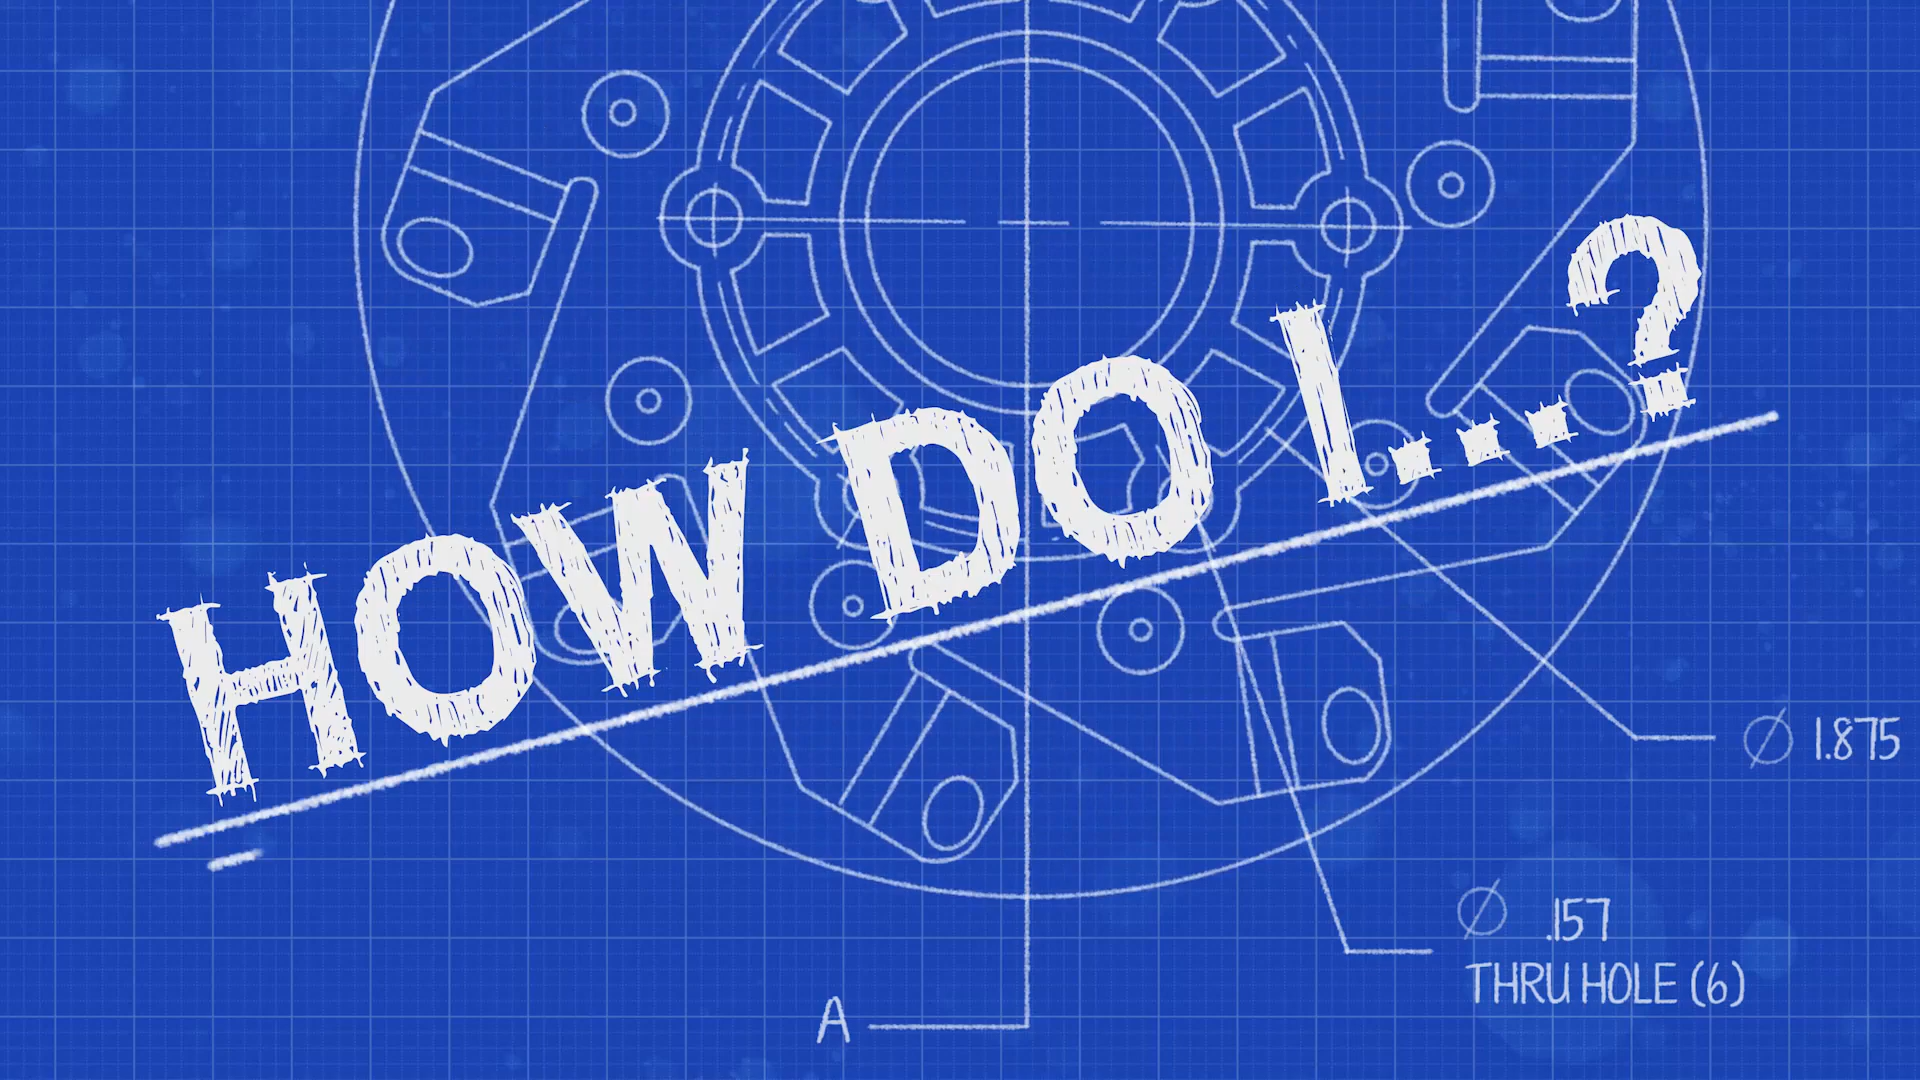 HOW DO I...?
Ø 1.875
Ø .157
THRU HOLE (6)
A